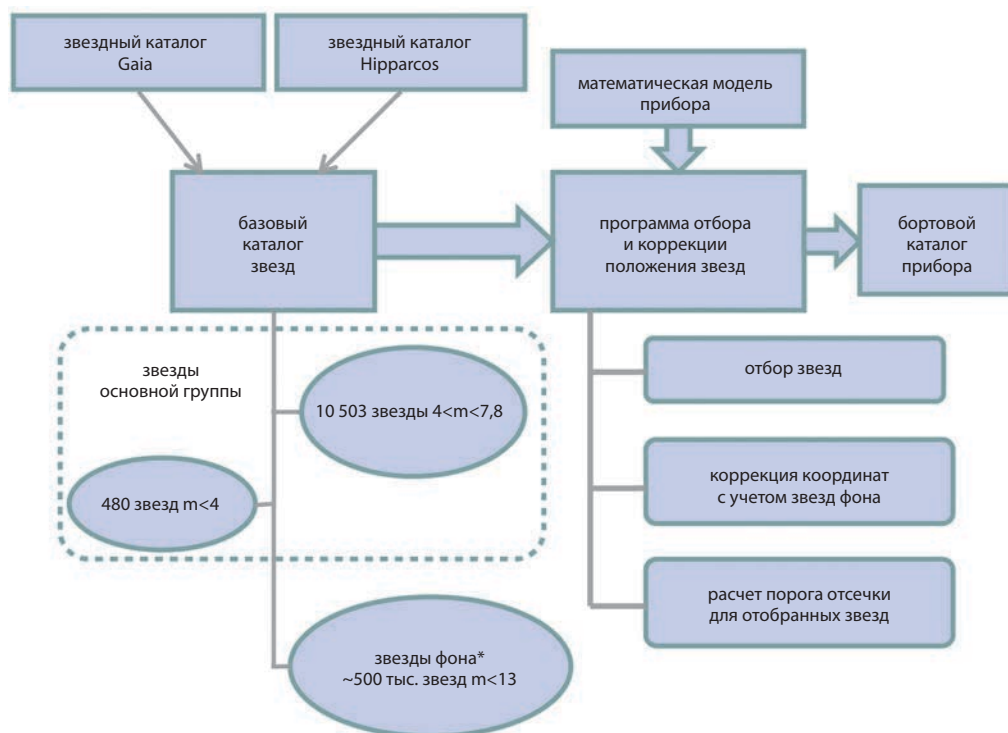 звездный каталог
Gaia
звездный каталог
Hipparcos
математическая модель
прибора
базовый
каталог
звезд
программа отбора
и коррекции
положения звезд
бортовой
каталог
прибора
звезды
основной группы
10 503 звезды 4<m<7,8
480 звезд m<4
звезды фона*
~500 тыс. звезд m<13
отбор звезд
коррекция координат
с учетом звезд фона
расчет порога отсечки
для отобранных звезд